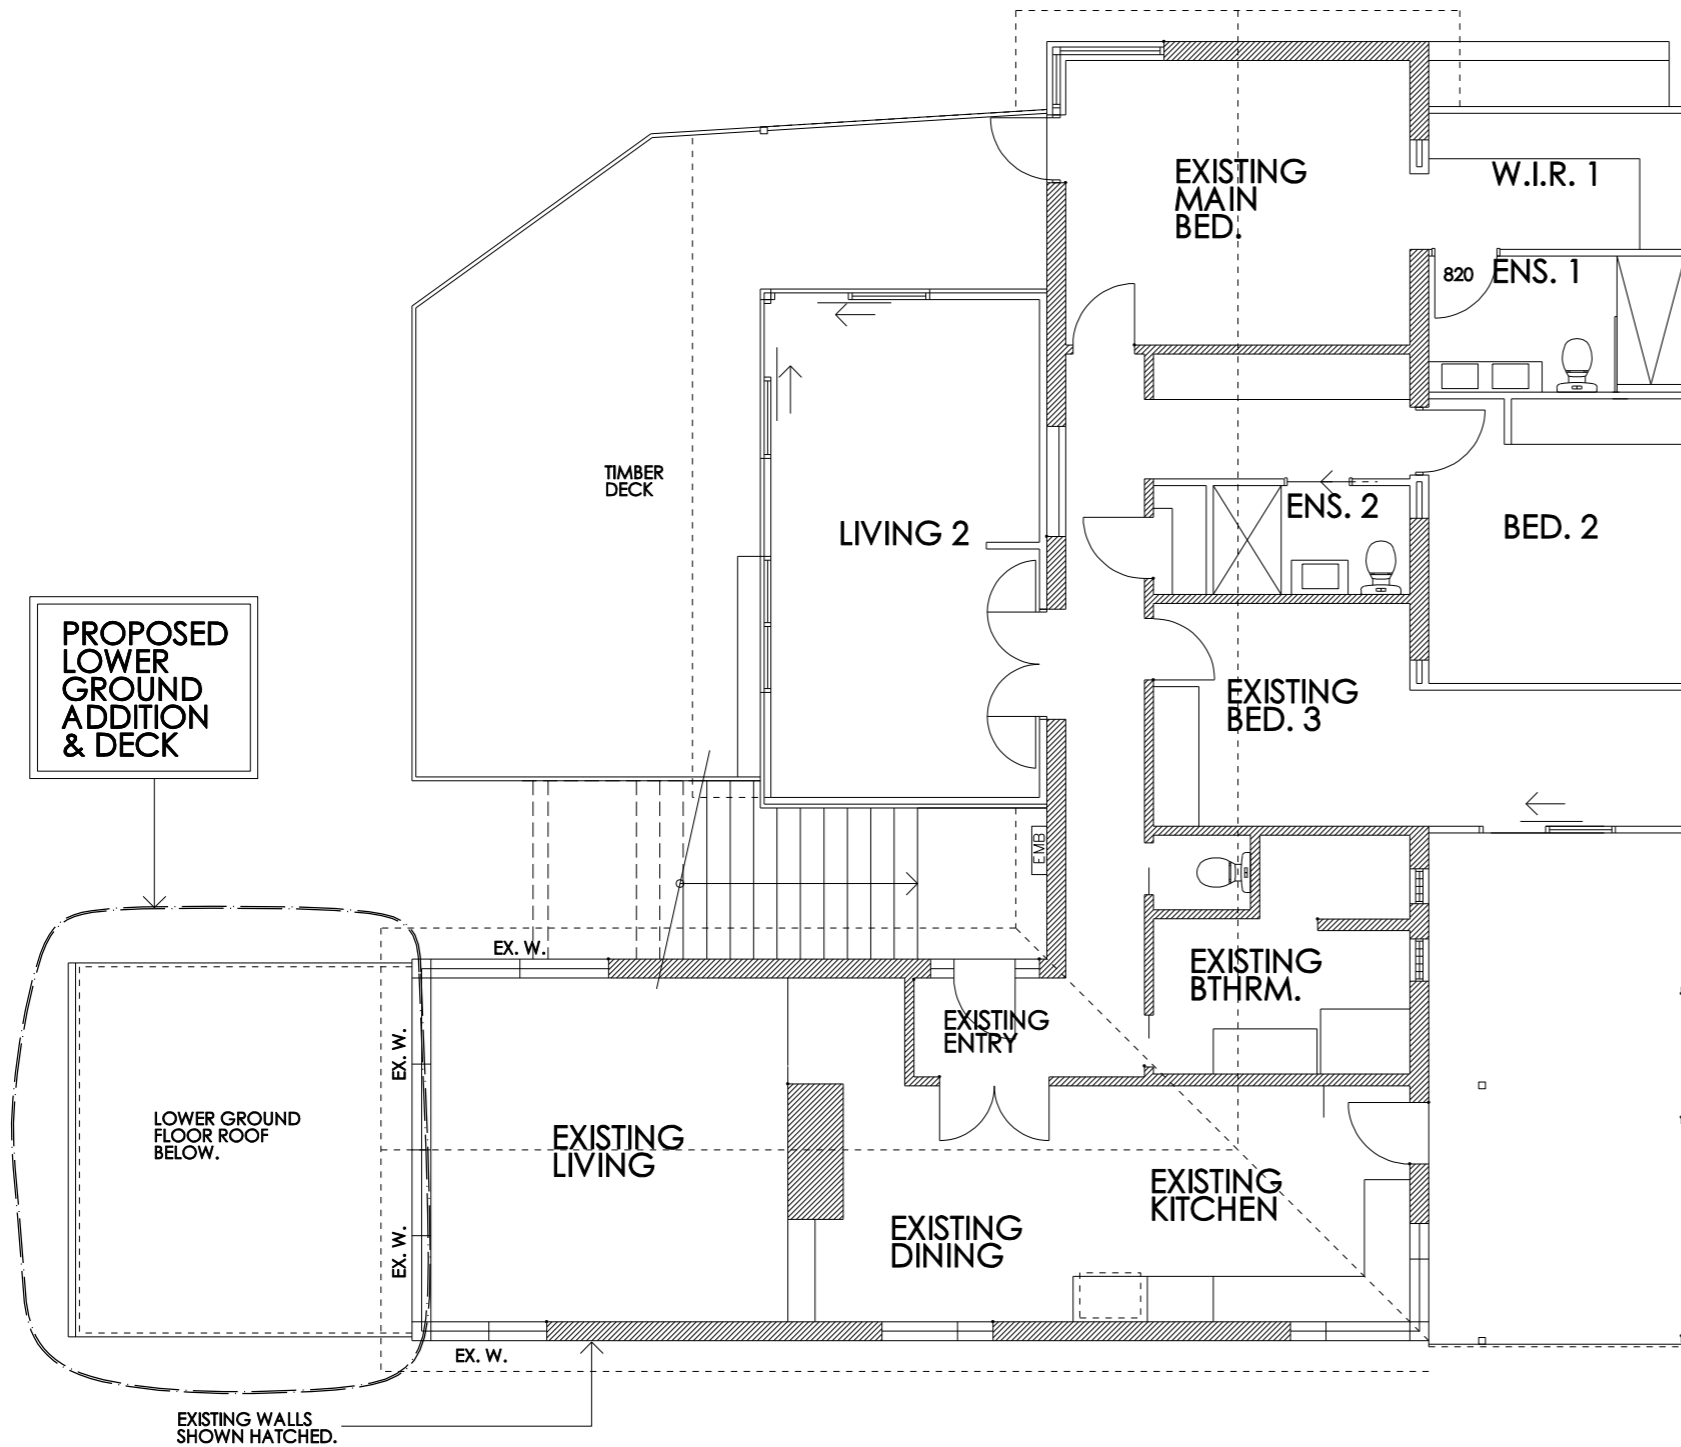 EXISTING
MAIN
BED.
W.I.R. 1
820
ENS. 1
TIMBER
DECK
LIVING 2
ENS. 2
BED. 2
PROPOSED
LOWER
GROUND
ADDITION
& DECK
EXISTING
BED. 3
EMB
EX. W.
EXISTING
BTHRM.
EXISTING
ENTRY
EX. W.
LOWER GROUND
FLOOR ROOF
BELOW.
EXISTING
LIVING
EXISTING
KITCHEN
EXISTING
DINING
EX. W.
EX. W.
EXISTING WALLS
SHOWN HATCHED.